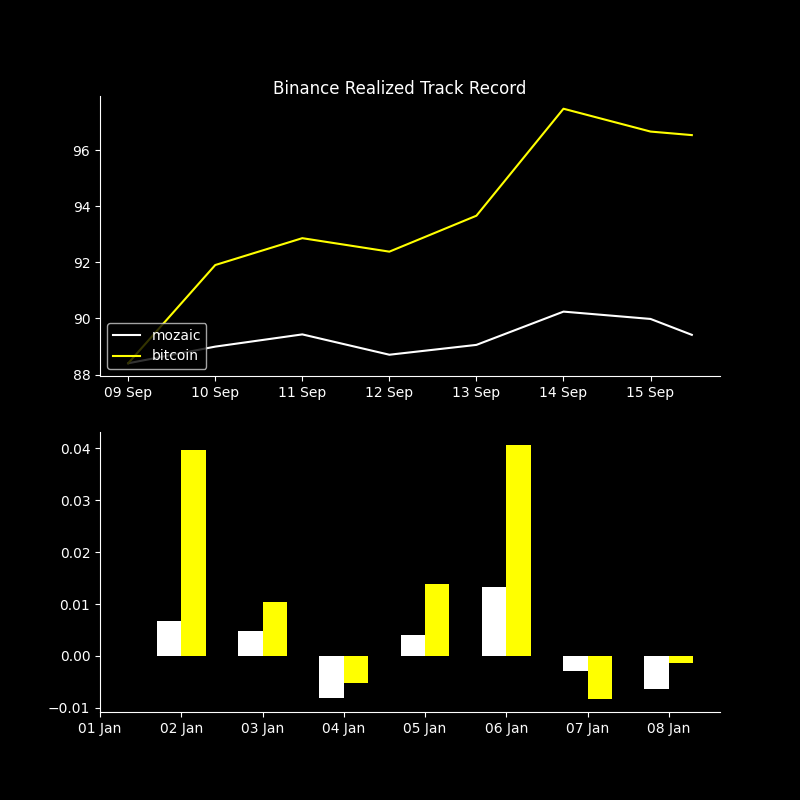 Binance Realized Track Record
96
94
92
90
88
mozaic
bitcoin
09 Sep 10 Sep 11 Sep 12 Sep 13 Sep 14 Sep 15 Sep
0.04
0.03
0.02
0.01
0.00
−0.01
01 Jan 02 Jan 03 Jan 04 Jan 05 Jan 06 Jan 07 Jan 08 Jan